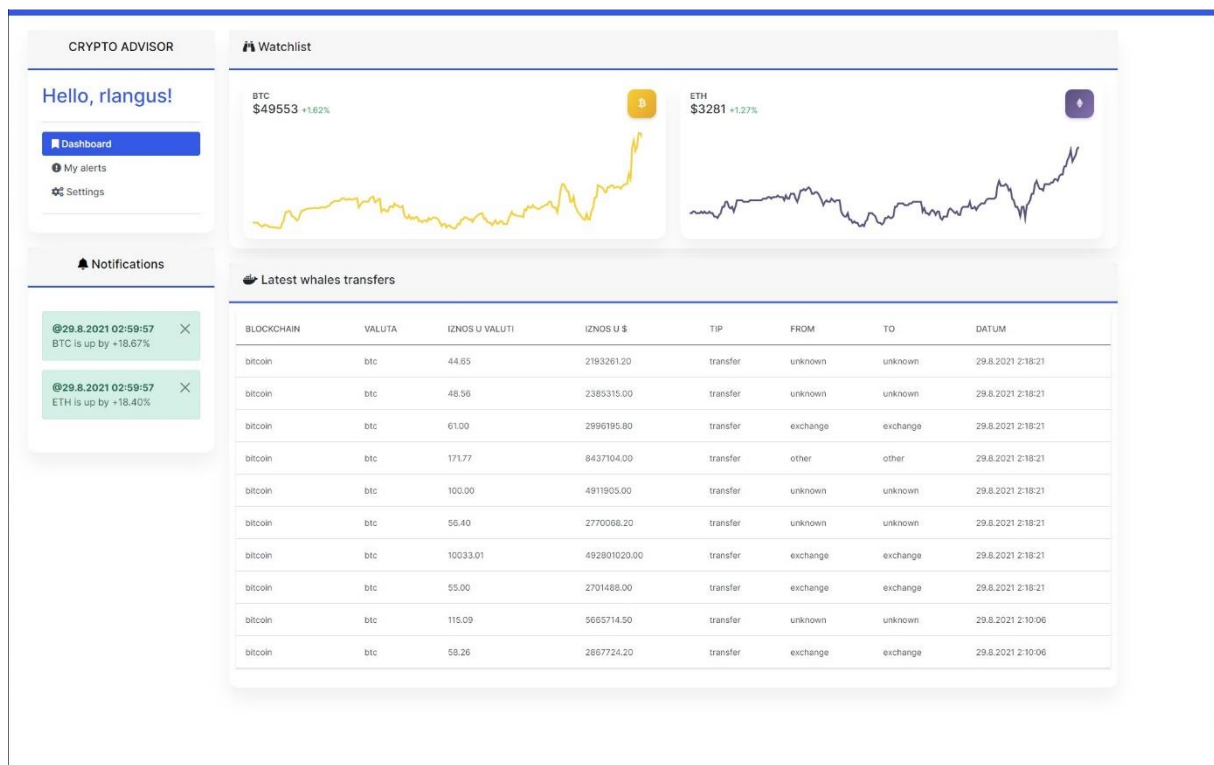 CRYPTO ADVISOR
Hello, rlangus!
Dashboard
My alerts
Settings
Notifications
@29.8.2021 02:59:57
BTC is up by +18.67%
@29.8.2021 02:59:57
ETH is up by +18.40%
Watchlist
BTC
$49553 +1.62%
ETH
$3281 +1.27%
Latest whales transfers
BLOCKCHAIN VALUTA IZNOS U VALUTI IZNOS U $ TIP FROM TO DATUM
bitcoin btc 44.65 2193261.20 transfer unknown unknown 29.8.2021 2:18:21
bitcoin btc 48.56 2385315.00 transfer unknown unknown 29.8.2021 2:18:21
bitcoin btc 61.00 2996195.80 transfer exchange exchange 29.8.2021 2:18:21
bitcoin btc 171.77 8437104.00 transfer other other 29.8.2021 2:18:21
bitcoin btc 100.00 4911905.00 transfer unknown unknown 29.8.2021 2:18:21
bitcoin btc 56.40 2770068.20 transfer unknown unknown 29.8.2021 2:18:21
bitcoin btc 10033.01 492801020.00 transfer exchange exchange 29.8.2021 2:18:21
bitcoin btc 55.00 2701488.00 transfer exchange exchange 29.8.2021 2:18:21
bitcoin btc 115.09 5665714.50 transfer unknown unknown 29.8.2021 2:10:06
bitcoin btc 58.26 2867724.20 transfer exchange exchange 29.8.2021 2:10:06